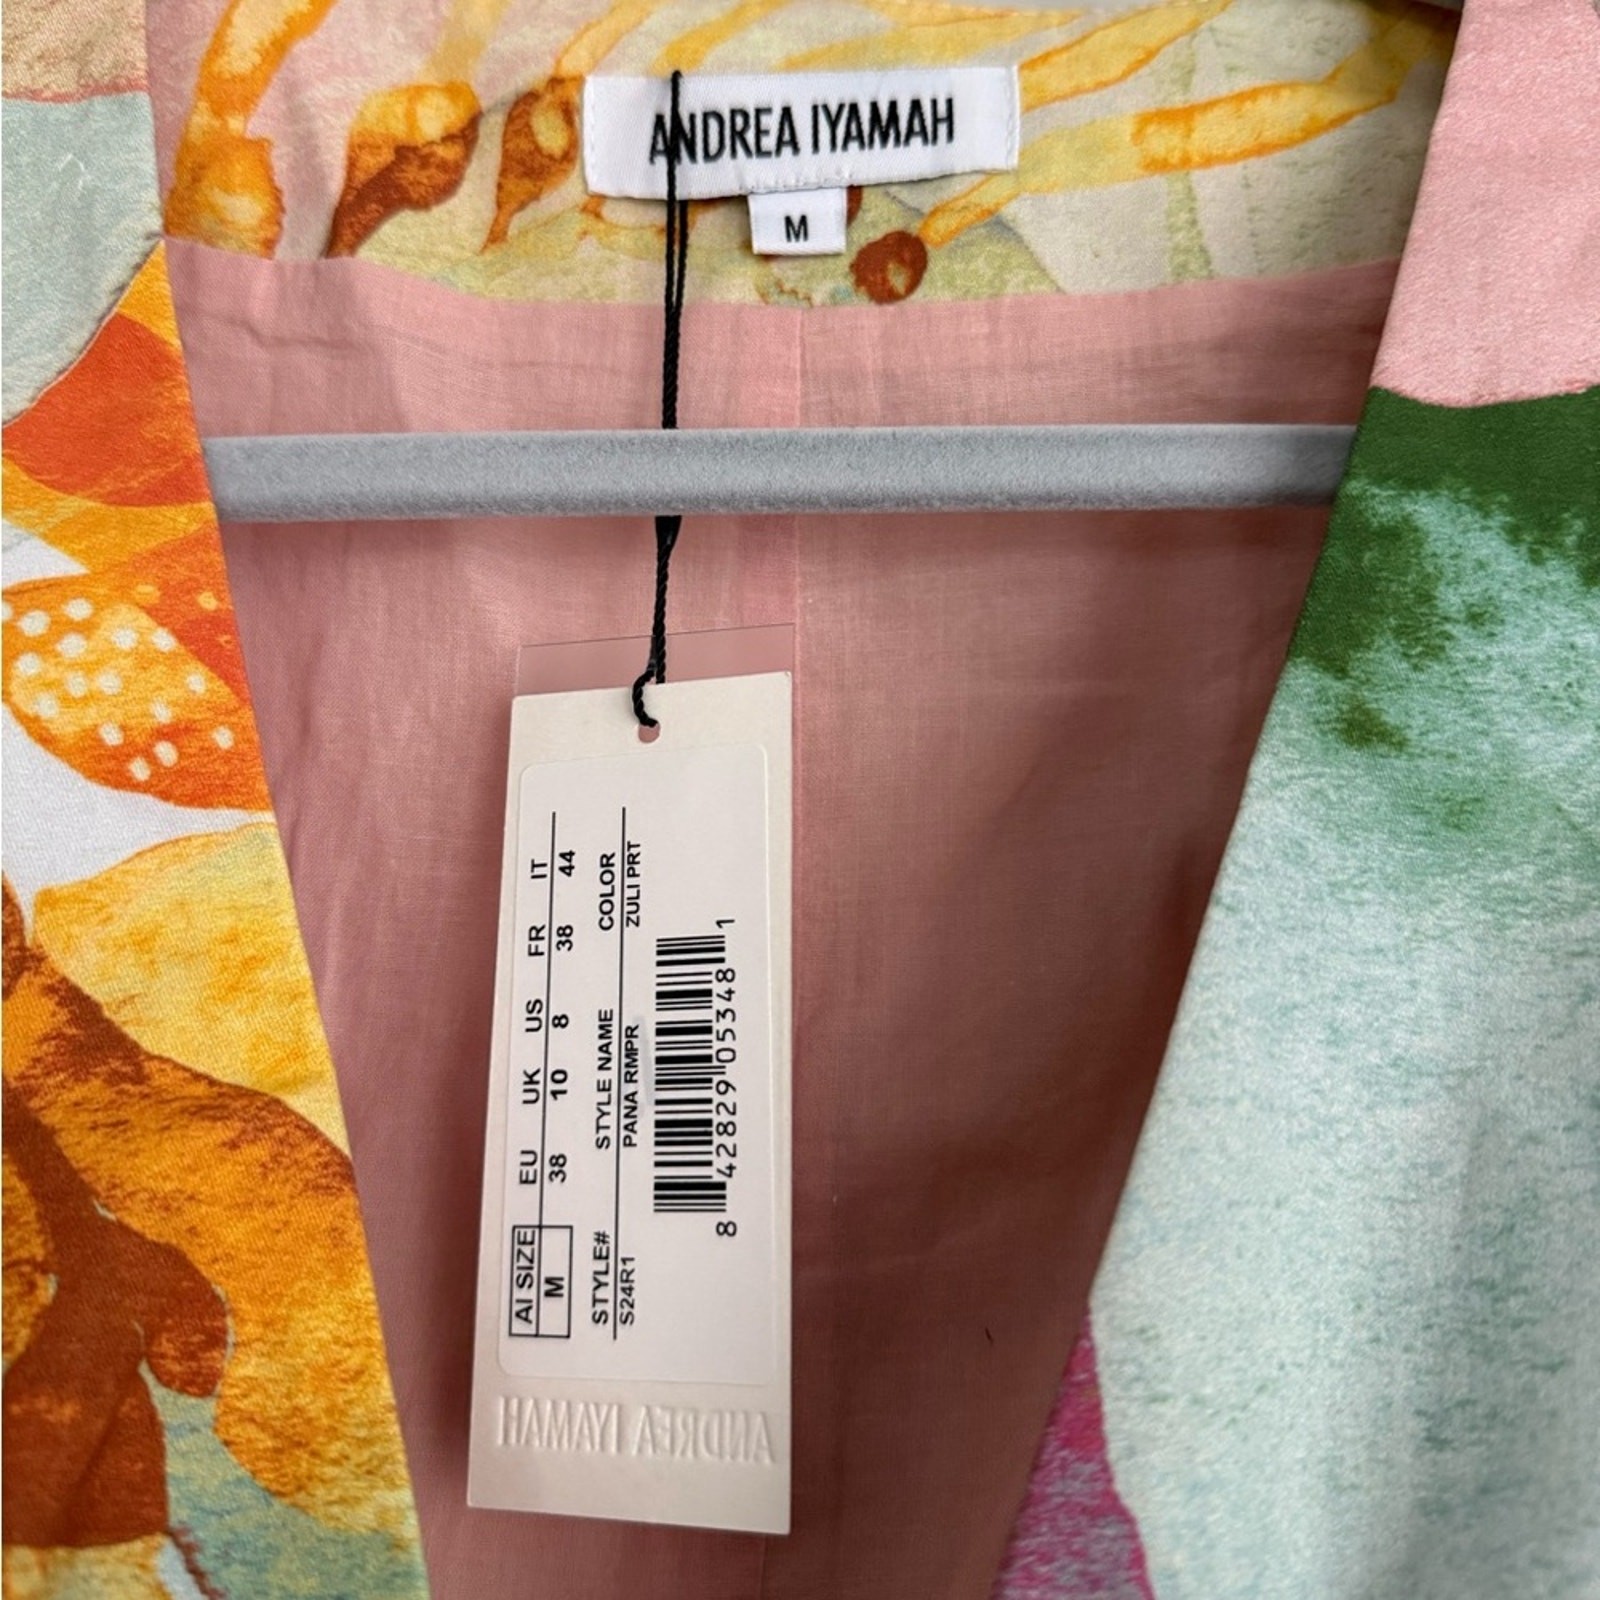 ANDREA IYAMAH
M
AI SIZE EU UK US FR IT
M 38 10 8 38 44
STYLE# STYLE NAME COLOR
S24R1 PANA RMPR ZULI PRT
8 42829 05348 1
ANDREA IYAMAH